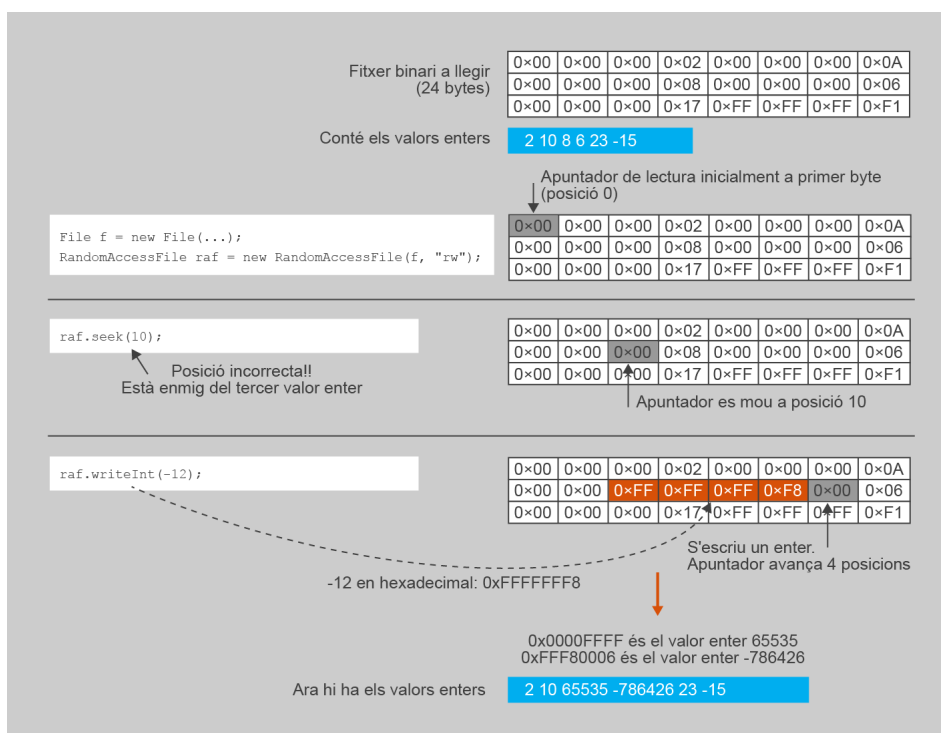 Fitxer binari a llegir
(24 bytes)
0×00 0×00 0×00 0×02 0×00 0×00 0×00 0×0A
0×00 0×00 0×00 0×08 0×00 0×00 0×00 0×06
0×00 0×00 0×00 0×17 0×FF 0×FF 0×FF 0×F1
Conté els valors enters
2 10 8 6 23 -15
Apuntador de lectura inicialment a primer byte
(posició 0)
File f = new File(...);
RandomAccessFile raf = new RandomAccessFile(f, "rw");
0×00 0×00 0×00 0×02 0×00 0×00 0×00 0×0A
0×00 0×00 0×00 0×08 0×00 0×00 0×00 0×06
0×00 0×00 0×00 0×17 0×FF 0×FF 0×FF 0×F1
raf.seek(10);
Posició incorrecta!!
Està enmig del tercer valor enter
0×00 0×00 0×00 0×02 0×00 0×00 0×00 0×0A
0×00 0×00 0×00 0×08 0×00 0×00 0×00 0×06
0×00 0×00 0×00 0×17 0×FF 0×FF 0×FF 0×F1
Apuntador es mou a posició 10
raf.writeInt(-12);
0×00 0×00 0×00 0×02 0×00 0×00 0×00 0×0A
0×00 0×00 0×FF 0×FF 0×FF 0×F8 0×00 0×06
0×00 0×00 0×00 0×17 0×FF 0×FF 0×FF 0×F1
S'escriu un enter.
Apuntador avança 4 posicions
-12 en hexadecimal: 0xFFFFFFF8
0x0000FFFF és el valor enter 65535
0xFFF80006 és el valor enter -786426
Ara hi ha els valors enters
2 10 65535 -786426 23 -15